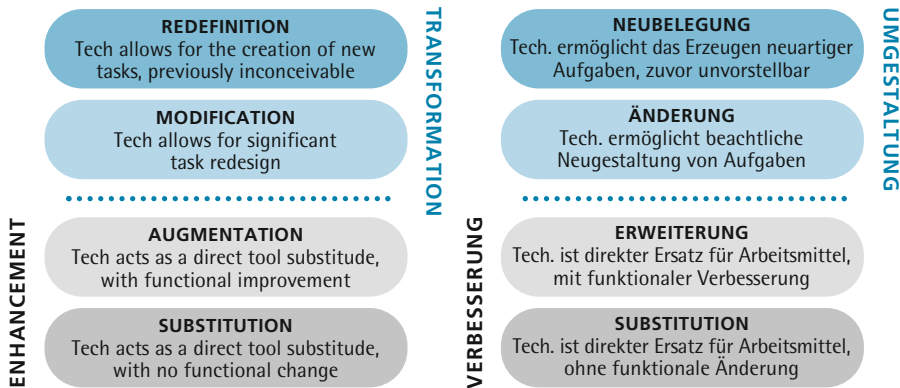 REDEFINITION
Tech allows for the creation of new
tasks, previously inconceivable
MODIFICATION
Tech allows for significant
task redesign
TRANSFORMATION
AUGMENTATION
Tech acts as a direct tool substitude,
with functional improvement
SUBSTITUTION
Tech acts as a direct tool substitude,
with no functional change
ENHANCEMENT
NEUBELEGUNG
Tech. ermöglicht das Erzeugen neuartiger
Aufgaben, zuvor unvorstellbar
ÄNDERUNG
Tech. ermöglicht beachtliche
Neugestaltung von Aufgaben
UMGESTALTUNG
ERWEITERUNG
Tech. ist direkter Ersatz für Arbeitsmittel,
mit funktionaler Verbesserung
SUBSTITUTION
Tech. ist direkter Ersatz für Arbeitsmittel,
ohne funktionale Änderung
VERBESSERUNG